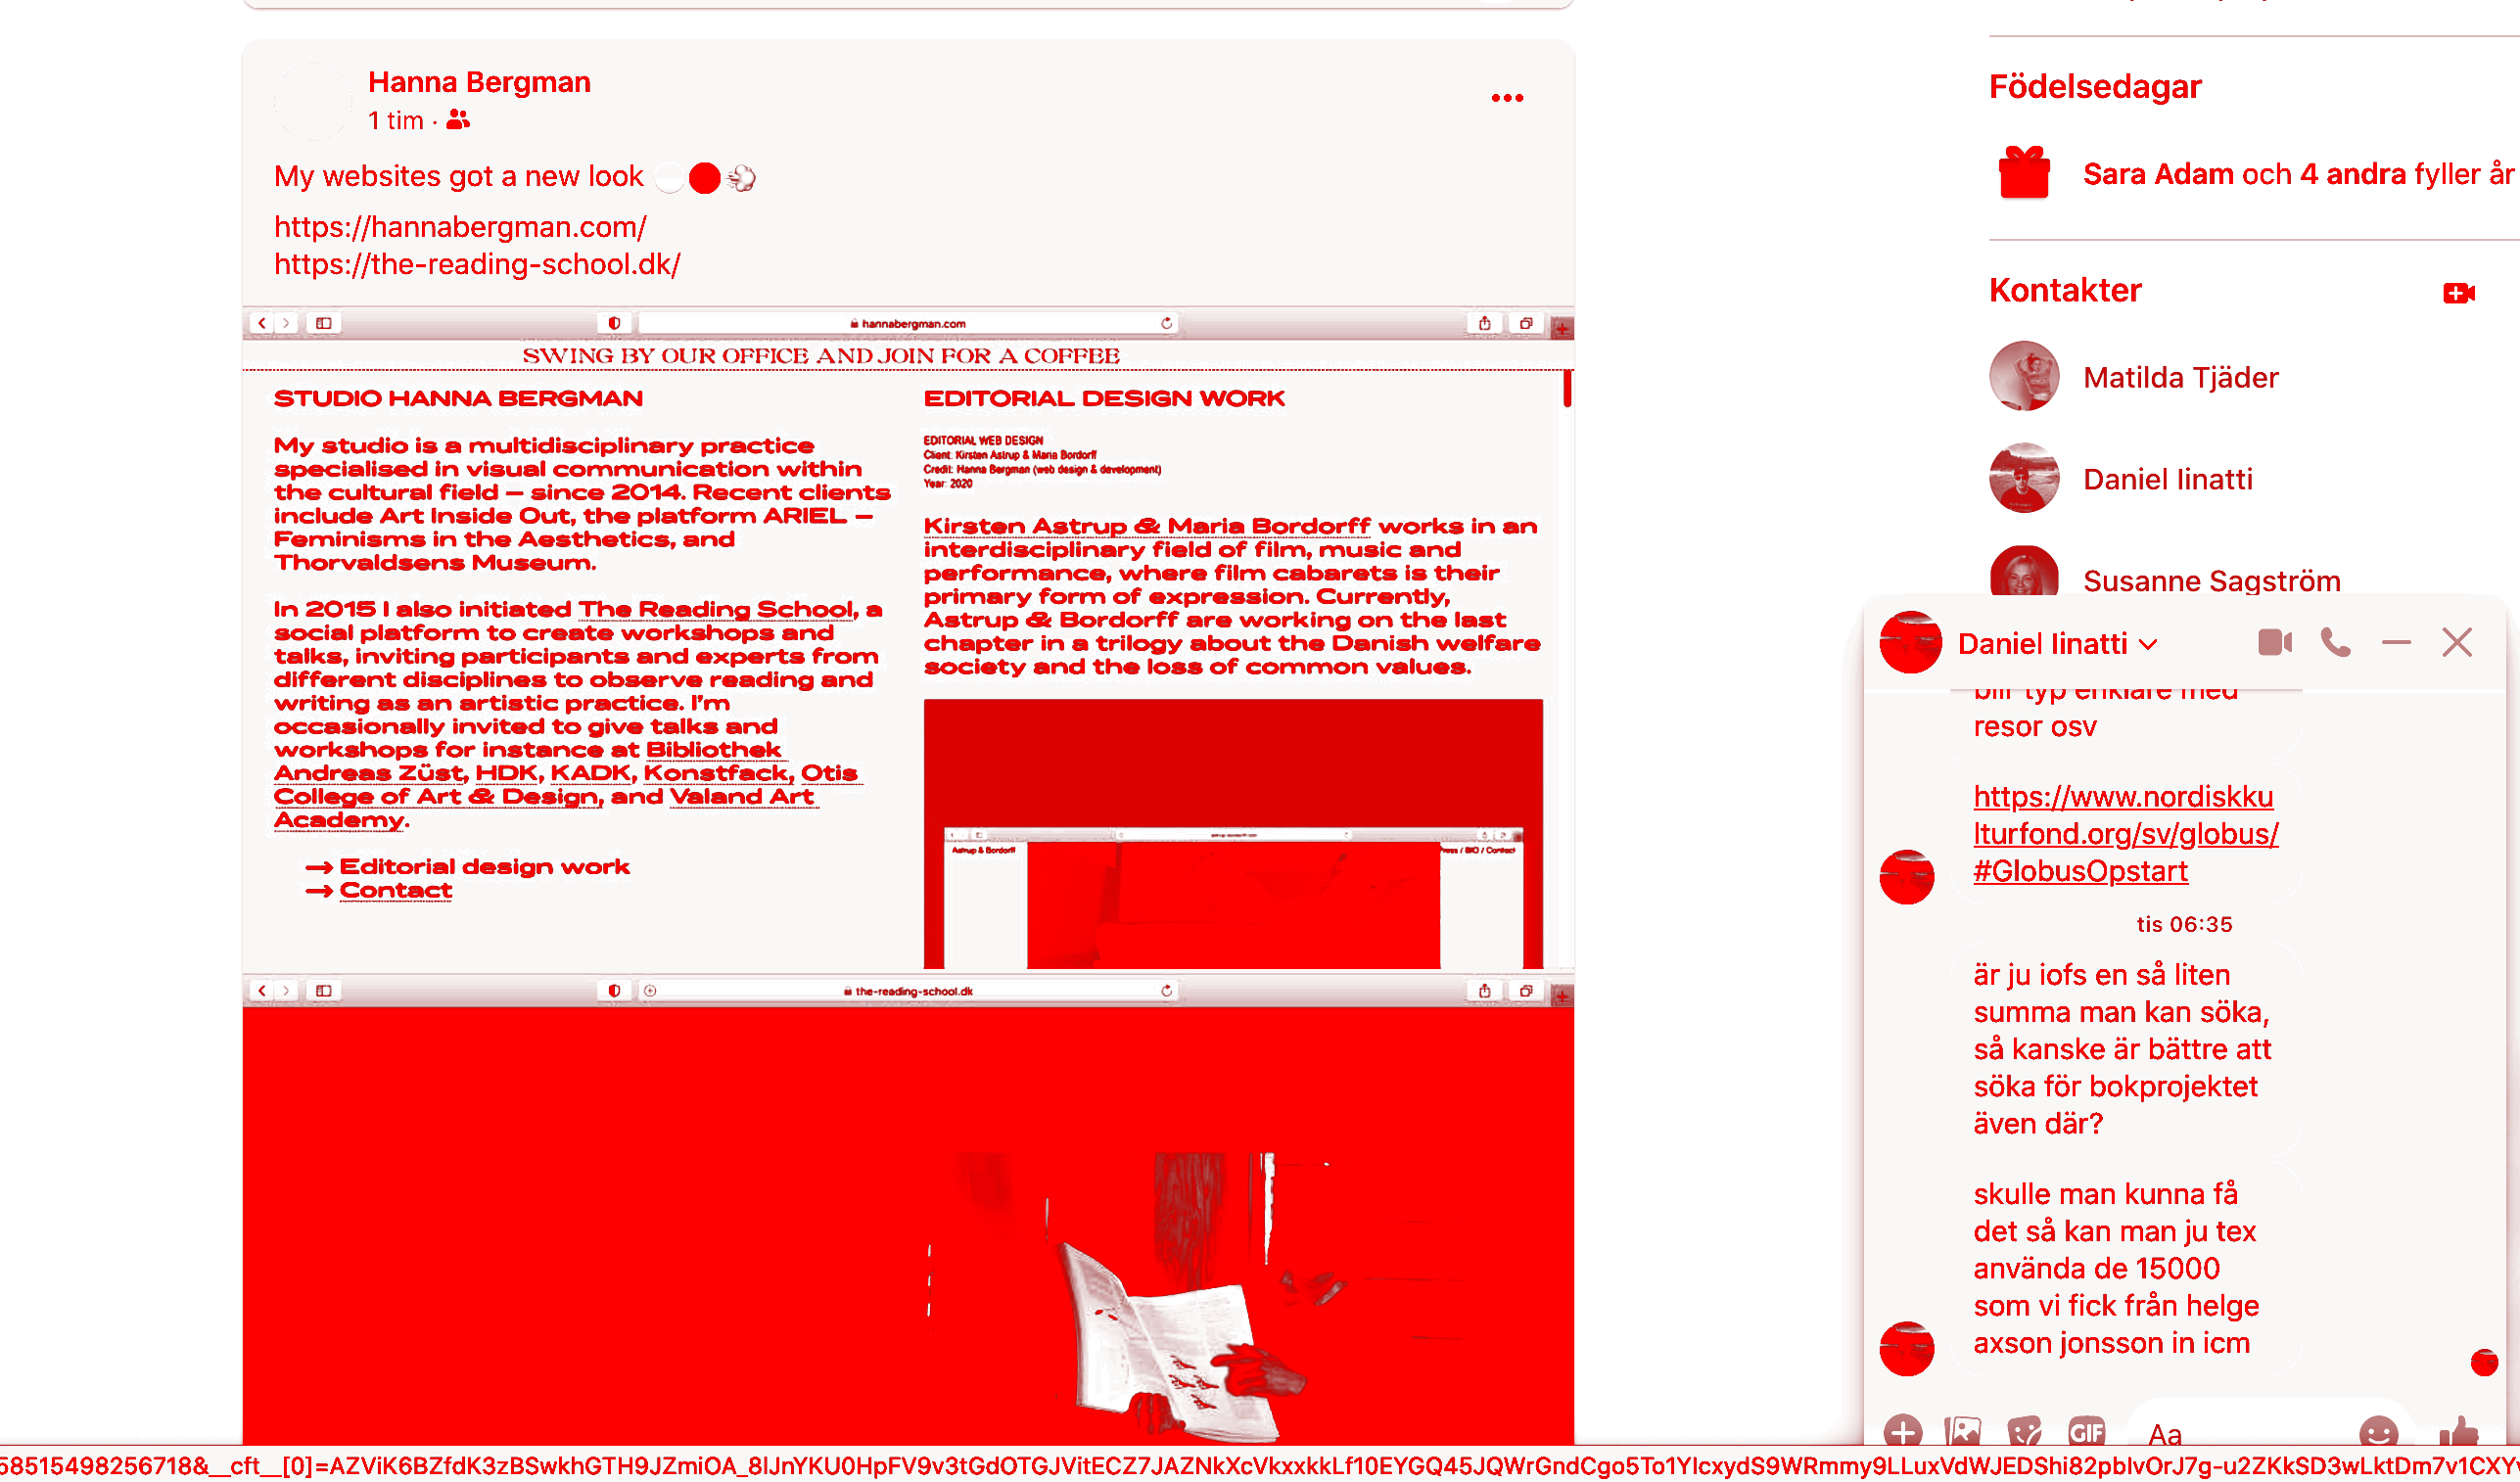 Hanna Bergman
1 tim ·
My websites got a new look
https://hannabergman.com/
https://the-reading-school.dk/
hannabergman.com
SWING BY OUR OFFICE AND JOIN FOR A COFFEE
STUDIO HANNA BERGMAN
My studio is a multidisciplinary practice
specialised in visual communication within
the cultural field – since 2014. Recent clients
include Art Inside Out, the platform ARIEL –
Feminisms in the Aesthetics, and
Thorvaldsens Museum.
In 2015 I also initiated The Reading School, a
social platform to create workshops and
talks, inviting participants and experts from
different disciplines to observe reading and
writing as an artistic practice. I'm
occasionally invited to give talks and
workshops for instance at Bibliothek
Andreas Züst, HDK, KADK, Konstfack, Otis
College of Art & Design, and Valand Art
Academy.
→ Editorial design work
→ Contact
EDITORIAL DESIGN WORK
EDITORIAL WEB DESIGN
Client: Kirsten Astrup & Maria Bordorff
Credit: Hanna Bergman (web design & development)
Year: 2020
Kirsten Astrup & Maria Bordorff works in an
interdisciplinary field of film, music and
performance, where film cabarets is their
primary form of expression. Currently,
Astrup & Bordorff are working on the last
chapter in a trilogy about the Danish welfare
society and the loss of common values.
Astrup & Bordorff
Press / BIO / Contact
the-reading-school.dk
Födelsedagar
Sara Adam och 4 andra fyller år
Kontakter
Matilda Tjäder
Daniel Iinatti
Susanne Sagström
Daniel Iinatti
blir typ enklare med
resor osv
https://www.nordiskku
lturfond.org/sv/globus/
#GlobusOpstart
tis 06:35
är ju iofs en så liten
summa man kan söka,
så kanske är bättre att
söka för bokprojektet
även där?
skulle man kunna få
det så kan man ju tex
använda de 15000
som vi fick från helge
axson jonsson in icm
GIF
Aa
58515498256718&__cft__[0]=AZViK6BZfdK3zBSwkhGTH9JZmiOA_8lJnYKU0HpFV9v3tGdOTGJVitECZ7JAZNkXcVkxxkkLf10EYGQ45JQWrGndCgo5To1YIcxydS9WRmmy9LLuxVdWJEDShi82pbIvOrJ7g-u2ZKkSD3wLktDm7v1CXY